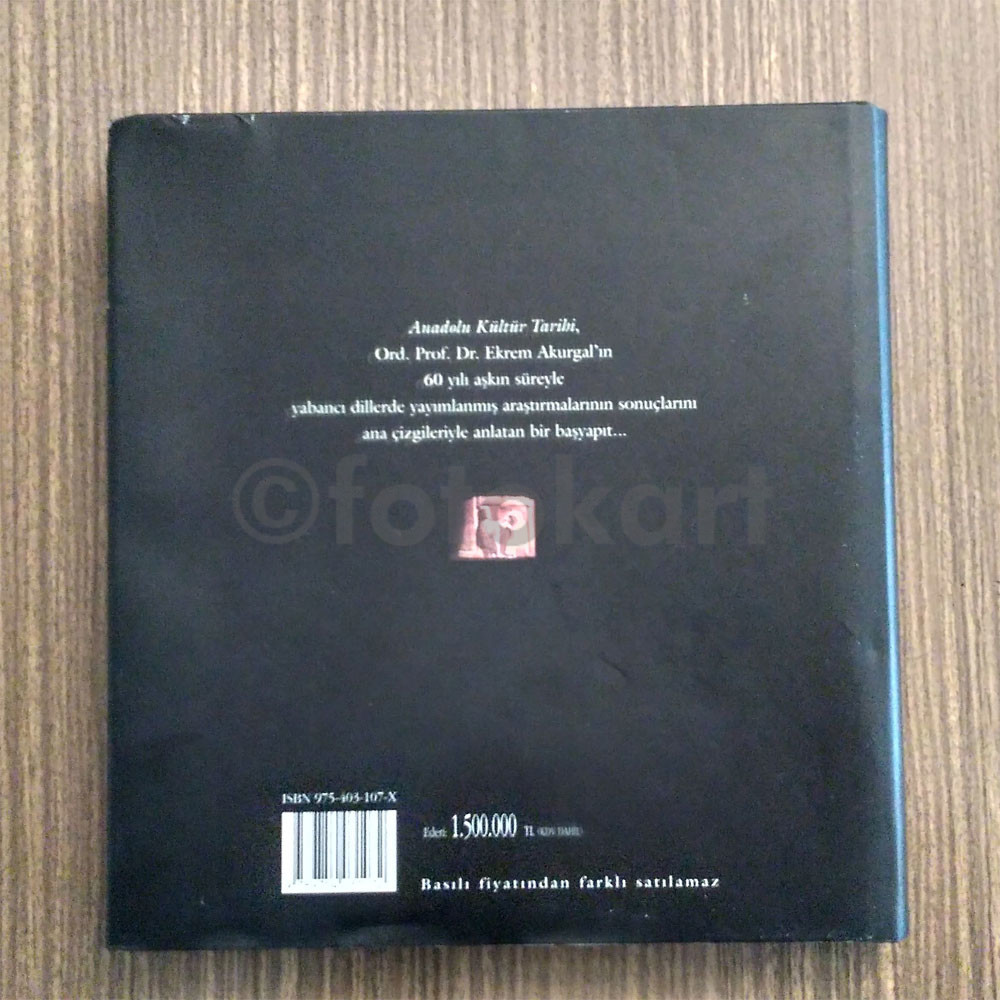 Anadolu Kültür Tarihi,
Ord. Prof. Dr. Ekrem Akurgal'ın
60 yılı aşkın süreyle
yabancı dillerde yayımlanmış araştırmalarının sonuçlarını
ana çizgileriyle anlatan bir başyapıt...
©fotokart
ISBN 975-403-107-X
Ederi: 1.500.000 TL (KDV DAHİL)
Basılı fiyatından farklı satılamaz